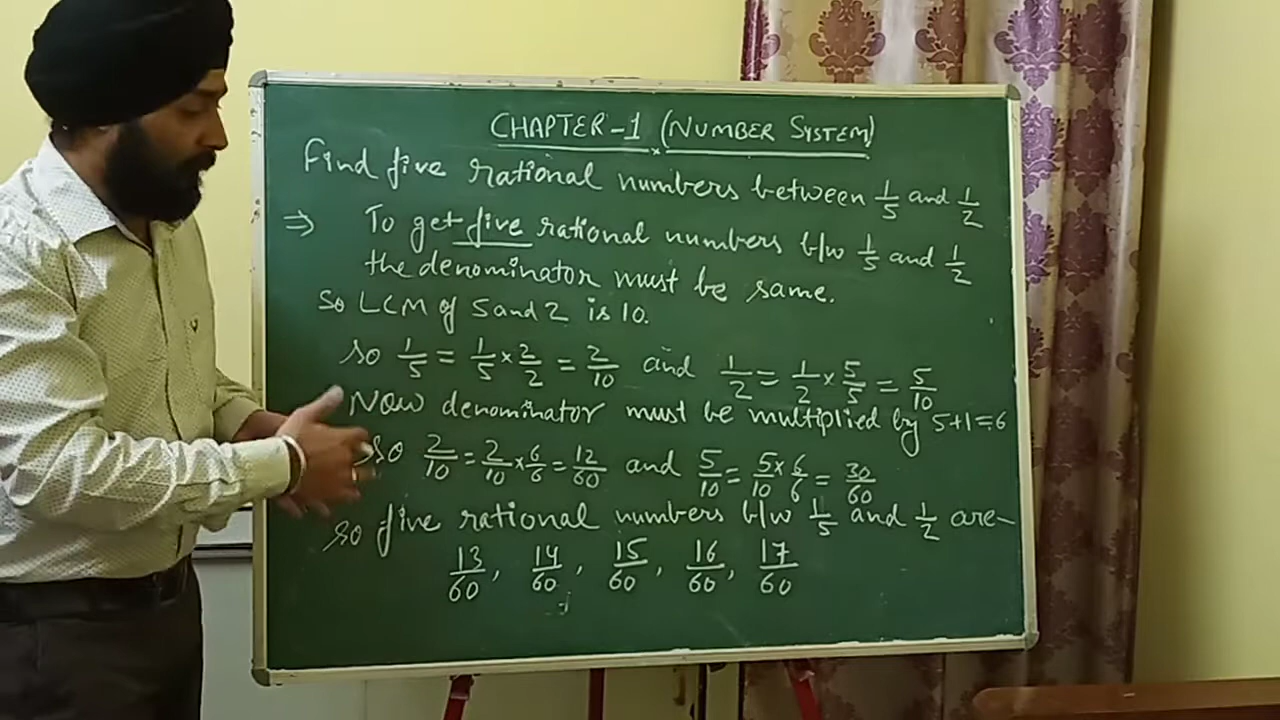 CHAPTER-1 (NUMBER SYSTEM)
Find five rational numbers between 1/5 and 1/2
⇒ To get five rational numbers b/w 1/5 and 1/2
the denominator must be same.
So LCM of 5 and 2 is 10.
so 1/5 = 1/5 × 2/2 = 2/10 and 1/2 = 1/2 × 5/5 = 5/10
Now denominator must be multiplied by 5+1=6
so 2/10 = 2/10 × 6/6 = 12/60 and 5/10 = 5/10 × 6/6 = 30/60
so five rational numbers b/w 1/5 and 1/2 are-
13/60, 14/60, 15/60, 16/60, 17/60